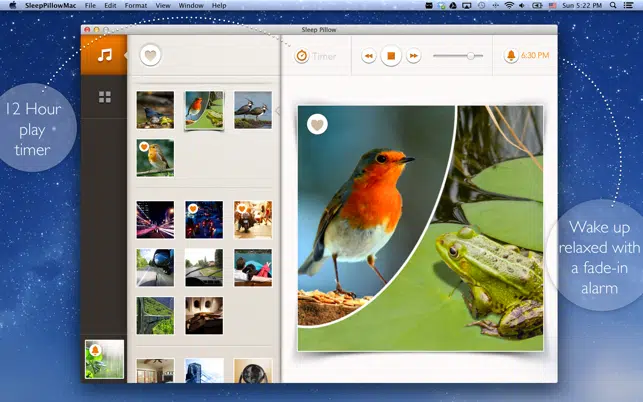 SleepPillowMac File Edit Format View Window Help
Sun 5:22 PM
Sleep Pillow
Timer
6:30 PM
12 Hour
play
timer
Wake up
relaxed with
a fade-in
alarm